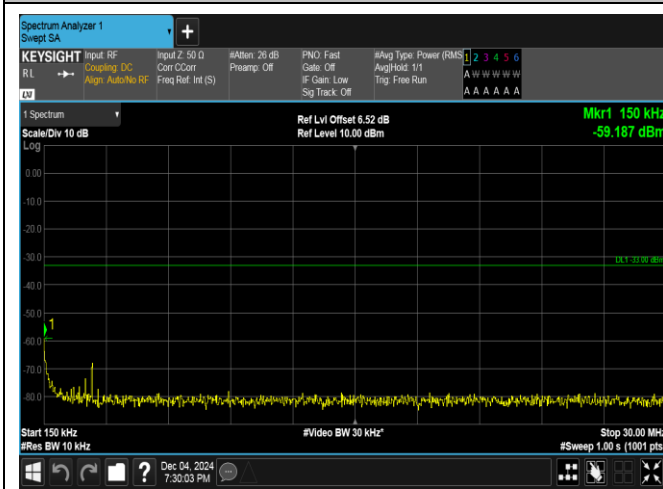 Spectrum Analyzer 1
Swept SA
+
KEYSIGHT
RL
LXI
Input: RF
Coupling: DC
Align: Auto/No RF
Input Z: 50 Ω
Corr CCorr
Freq Ref: Int (S)
#Atten: 26 dB
Preamp: Off
PNO: Fast
Gate: Off
IF Gain: Low
Sig Track: Off
#Avg Type: Power (RMS
Avg|Hold: 1/1
Trig: Free Run
1 2 3 4 5 6
A W W W W W
A A A A A A
1 Spectrum
Scale/Div 10 dB
Log
Ref Lvl Offset 6.52 dB
Ref Level 10.00 dBm
Mkr1 150 kHz
-59.187 dBm
0.00
-10.0
-20.0
-30.0
DL1 -33.00 dBm
-40.0
-50.0
1
-60.0
-70.0
-80.0
Start 150 kHz
#Res BW 10 kHz
#Video BW 30 kHz*
Stop 30.00 MHz
#Sweep 1.00 s (1001 pts
?
Dec 04, 2024
7:30:03 PM